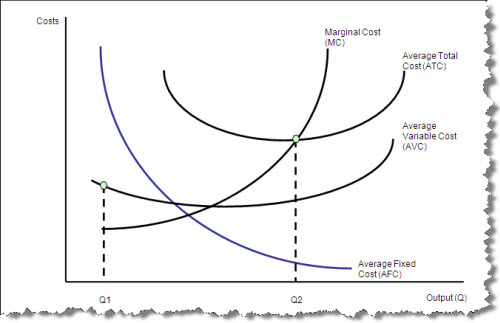 Costs
Marginal Cost
(MC)
Average Total
Cost (ATC)
Average
Variable Cost
(AVC)
Average Fixed
Cost (AFC)
Q1
Q2
Output (Q)